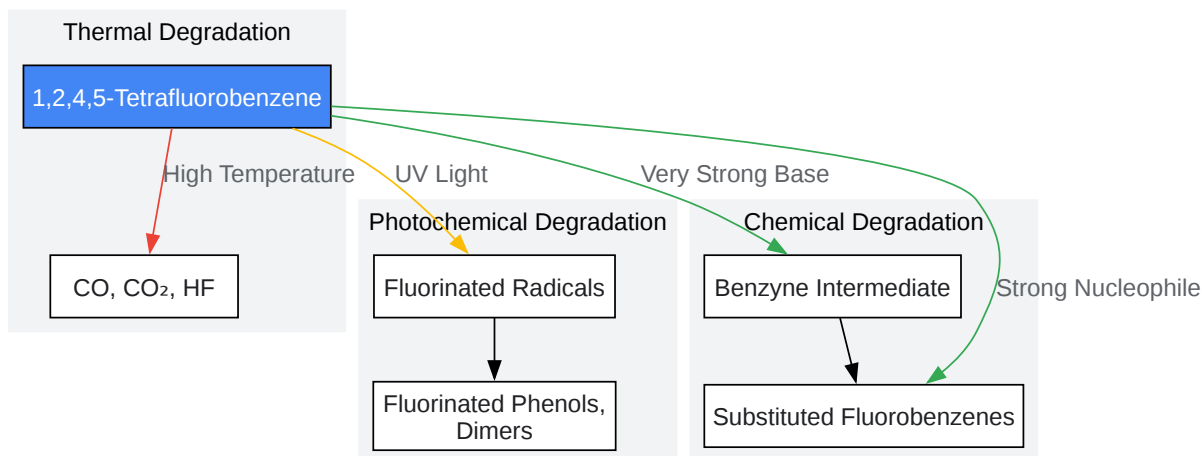 Thermal Degradation
1,2,4,5-Tetrafluorobenzene
High Temperature
UV Light
Very Strong Base
Photochemical Degradation
Chemical Degradation
CO, CO₂, HF
Fluorinated Radicals
Benzyne Intermediate
Strong Nucleophile
Fluorinated Phenols,
Dimers
Substituted Fluorobenzenes